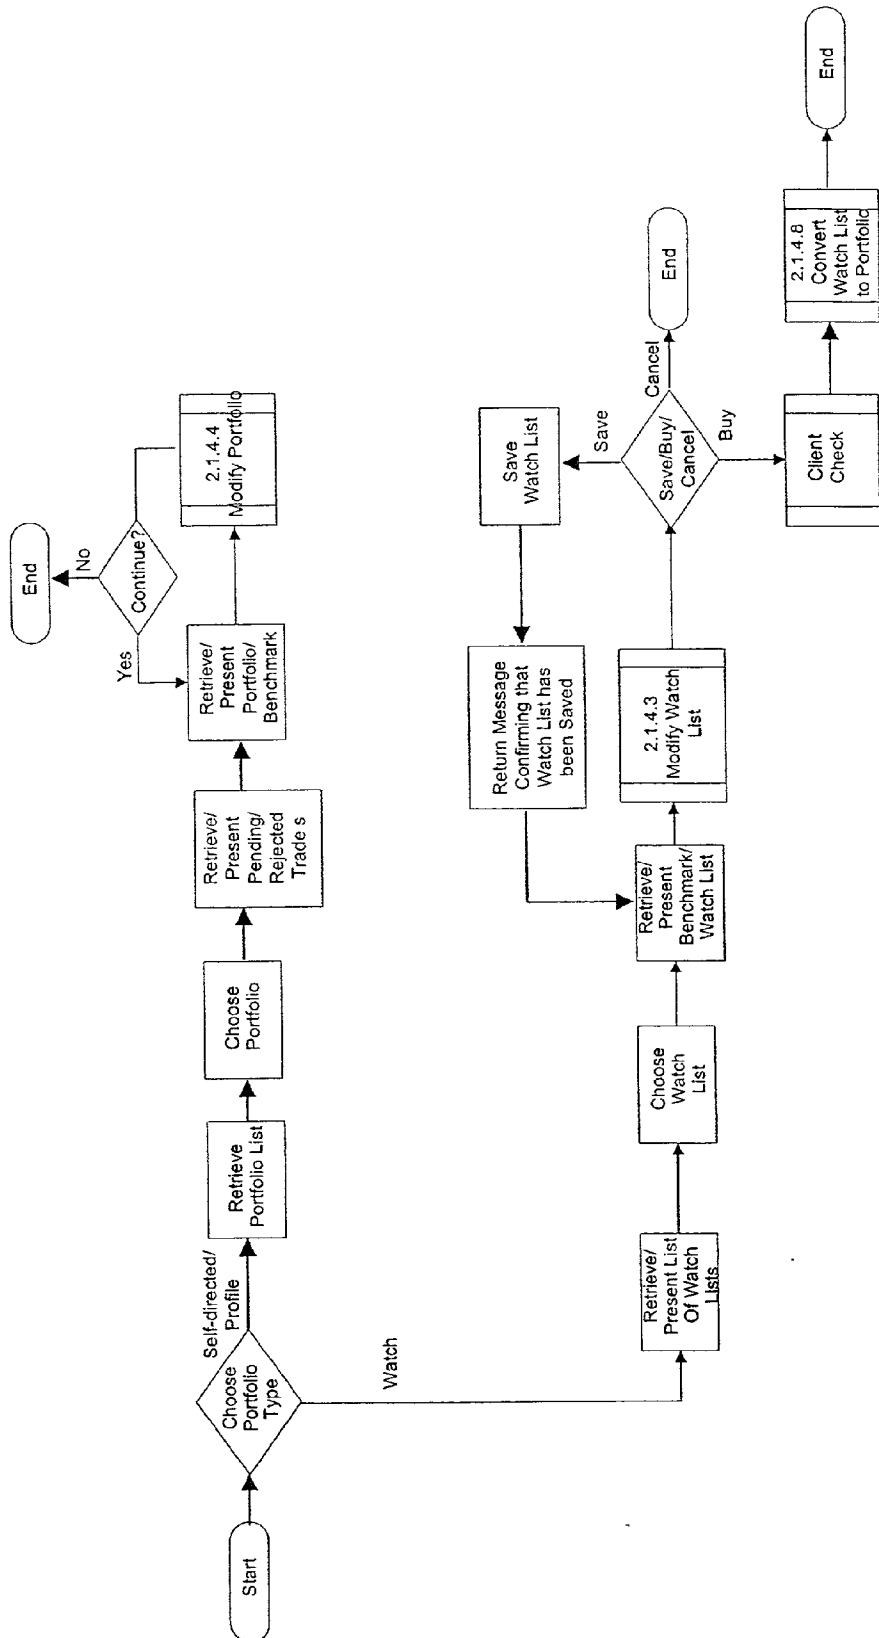 Start
Choose
Portfolio
Type
Self-directed/
Profile
Watch
Retrieve
Portfolio List
Choose
Portfolio
Retrieve/
Present
Pending/
Rejected
Trade s
Retrieve/
Present
Portfolio/
Benchmark
Yes
Continue?
No
End
2.1.4.4
Modify Portfolio
Retrieve/
Present List
Of Watch
Lists
Choose
Watch
List
Retrieve/
Present
Benchmark/
Watch List
Return Message
Confirming that
Watch List has
been Saved
2.1.4.3
Modify Watch
List
Save
Watch List
Save
Save/Buy/
Cancel
Cancel
End
Buy
Client
Check
2.1.4.8
Convert
Watch List
to Portfolio
End